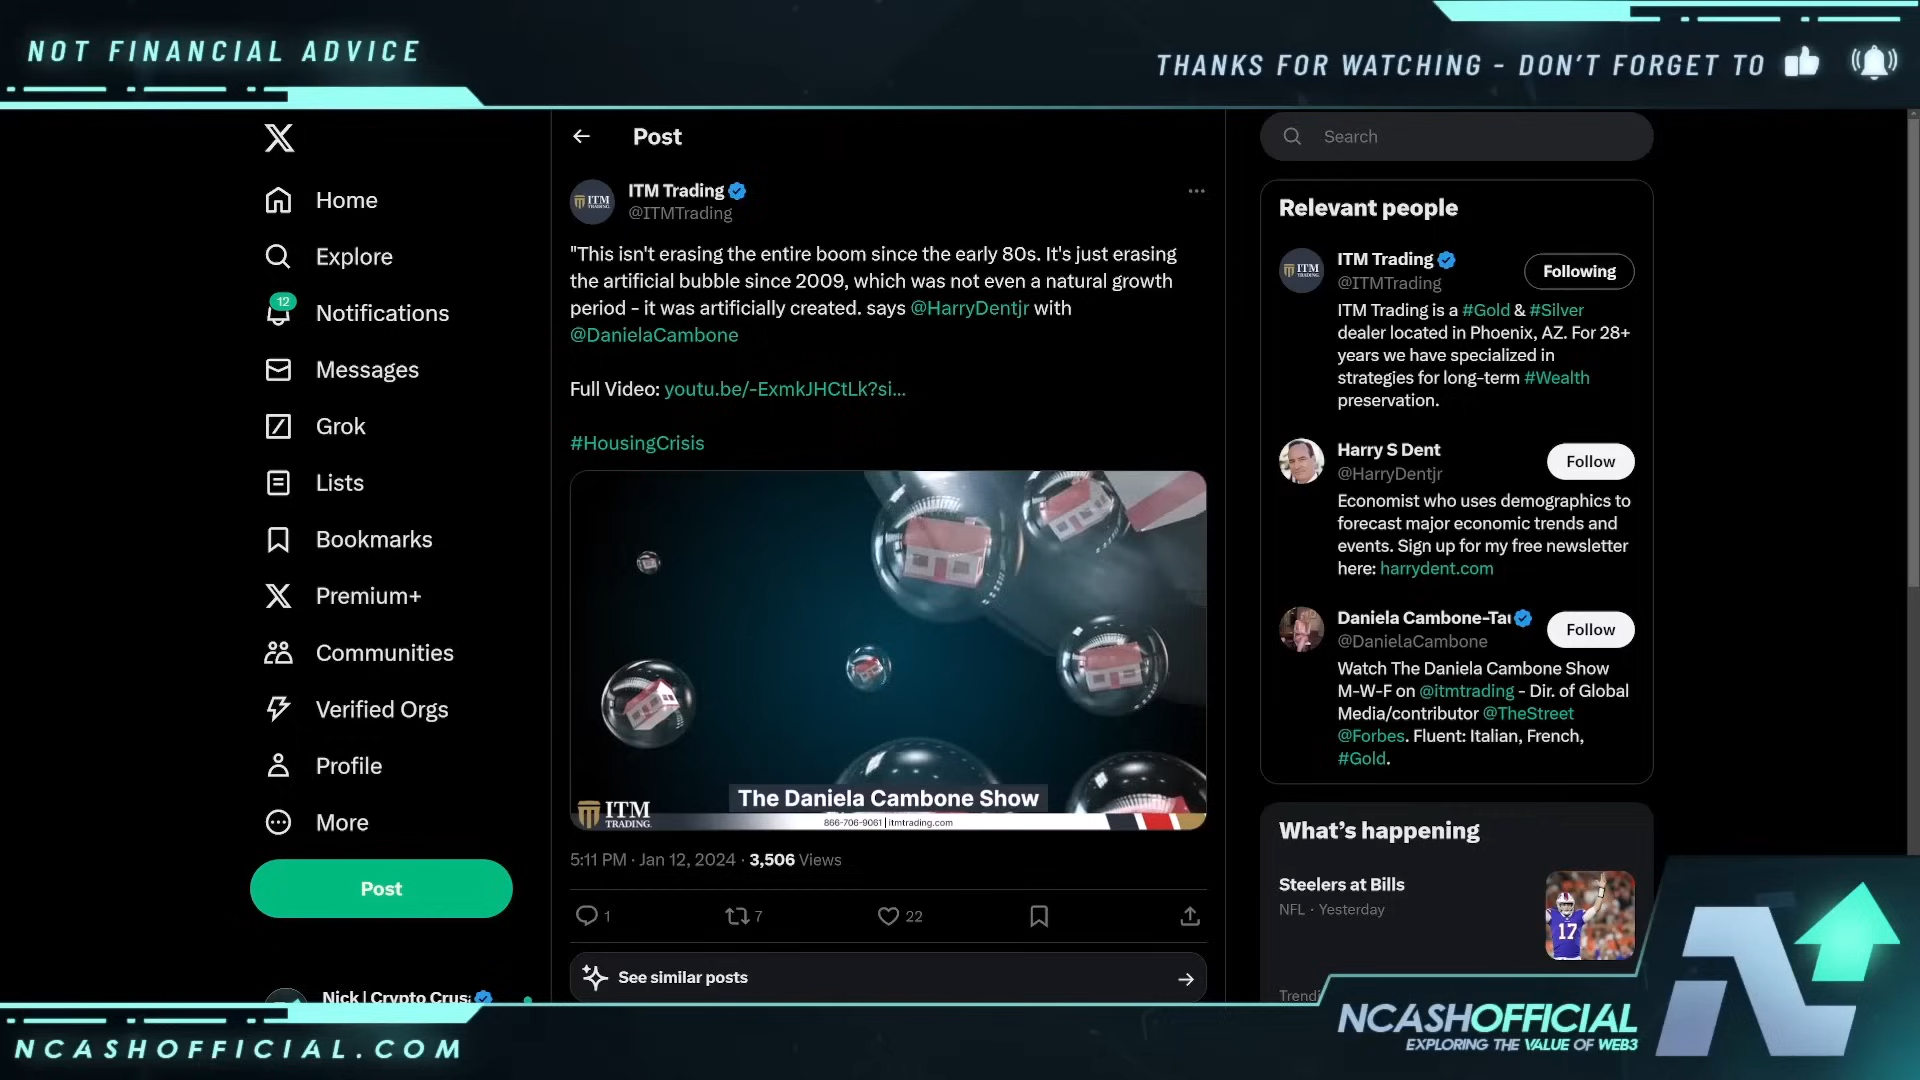 NOT FINANCIAL ADVICE
THANKS FOR WATCHING - DON'T FORGET TO
Home
Explore
12
Notifications
Messages
Grok
Lists
Bookmarks
Premium+
Communities
Verified Orgs
Profile
More
Post
Nick | Crypto Crus
Post
ITM Trading
@ITMTrading
"This isn't erasing the entire boom since the early 80s. It's just erasing
the artificial bubble since 2009, which was not even a natural growth
period - it was artificially created. says @HarryDentjr with
@DanielaCambone
Full Video: youtu.be/-ExmkJHCtLk?si...
#HousingCrisis
The Daniela Cambone Show
ITM
TRADING
866-706-9061 | itmtrading.com
5:11 PM · Jan 12, 2024 · 3,506 Views
1
7
22
See similar posts
Search
Relevant people
ITM Trading
Following
@ITMTrading
ITM Trading is a #Gold & #Silver
dealer located in Phoenix, AZ. For 28+
years we have specialized in
strategies for long-term #Wealth
preservation.
Harry S Dent
Follow
@HarryDentjr
Economist who uses demographics to
forecast major economic trends and
events. Sign up for my free newsletter
here: harrydent.com
Daniela Cambone-Tau
Follow
@DanielaCambone
Watch The Daniela Cambone Show
M-W-F on @itmtrading - Dir. of Global
Media/contributor @TheStreet
@Forbes. Fluent: Italian, French,
#Gold.
What's happening
Steelers at Bills
NFL · Yesterday
17
Trendi
NCASHOFFICIAL.COM
NCASHOFFICIAL
EXPLORING THE VALUE OF WEB3